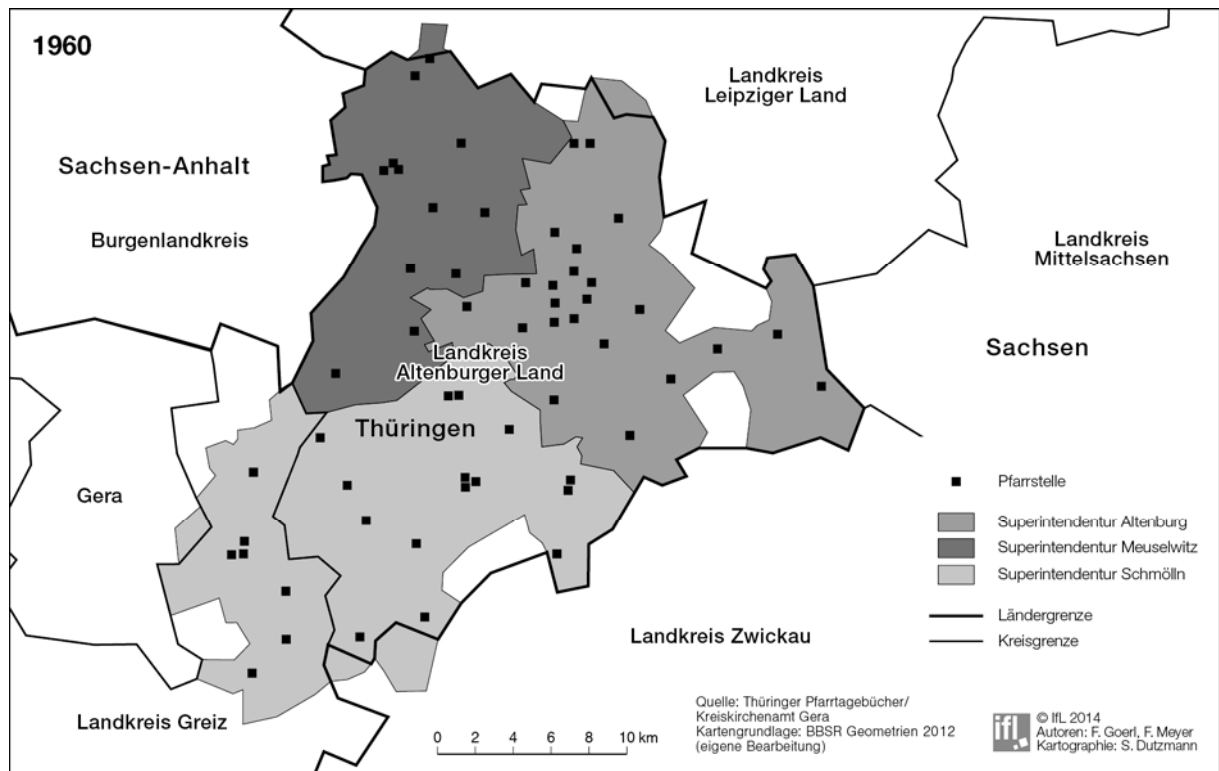 1960
Landkreis
Leipziger Land
Sachsen-Anhalt
Burgenlandkreis
Landkreis
Mittelsachsen
Sachsen
Landkreis
Altenburger Land
Thüringen
Gera
Pfarrstelle
Superintendentur Altenburg
Superintendentur Meuselwitz
Superintendentur Schmölln
Ländergrenze
Kreisgrenze
Landkreis Zwickau
Landkreis Greiz
0 2 4 6 8 10 km
Quelle: Thüringer Pfarrtagebücher/
Kreiskirchenamt Gera
Kartengrundlage: BBSR Geometrien 2012
(eigene Bearbeitung)
ifl
© IfL 2014
Autoren: F. Goerl, F. Meyer
Kartographie: S. Dutzmann